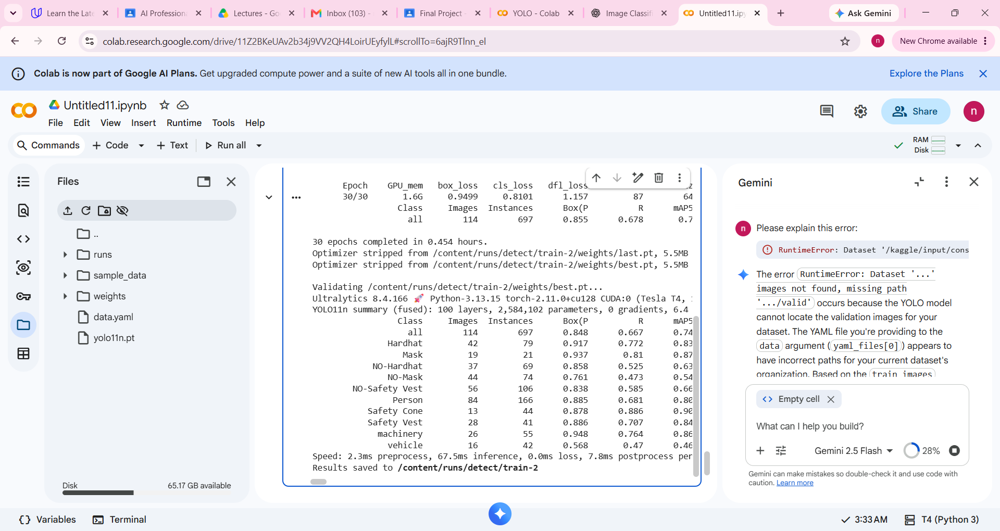 Learn the Late
AI Professiona
Lectures - Go
Inbox (103) -
Final Project -
YOLO - Colab
Image Classifi
Untitled11.ipy
Ask Gemini
colab.research.google.com/drive/11Z2BKeUAv2b34j9VV2QH4LoirUEyfylL#scrollTo=6ajR9Tlnn_el
n
New Chrome available
Colab is now part of Google AI Plans. Get upgraded compute power and a suite of new AI tools all in one bundle.
Explore the Plans
Untitled11.ipynb
File Edit View Insert Runtime Tools Help
Share
n
Commands
+ Code
+ Text
Run all
RAM
Disk
Files
..
runs
sample_data
weights
data.yaml
yolo11n.pt
Disk
65.17 GB available
Epoch GPU_mem box_loss cls_loss dfl_loss
30/30 1.6G 0.9499 0.8101 1.157 87 64
Class Images Instances Box(P R mAP5
all 114 697 0.855 0.678 0.7
30 epochs completed in 0.454 hours.
Optimizer stripped from /content/runs/detect/train-2/weights/last.pt, 5.5MB
Optimizer stripped from /content/runs/detect/train-2/weights/best.pt, 5.5MB
Validating /content/runs/detect/train-2/weights/best.pt...
Ultralytics 8.4.166 🚀 Python-3.13.15 torch-2.11.0+cu128 CUDA:0 (Tesla T4,
YOLO11n summary (fused): 100 layers, 2,584,102 parameters, 0 gradients, 6.4
Class Images Instances Box(P R mAP5
all 114 697 0.848 0.667 0.74
Hardhat 42 79 0.917 0.772 0.83
Mask 19 21 0.937 0.81 0.87
NO-Hardhat 37 69 0.858 0.525 0.63
NO-Mask 44 74 0.761 0.473 0.54
NO-Safety Vest 56 106 0.838 0.585 0.66
Person 84 166 0.885 0.681 0.80
Safety Cone 13 44 0.878 0.886 0.90
Safety Vest 28 41 0.886 0.707 0.84
machinery 26 55 0.948 0.764 0.86
vehicle 16 42 0.568 0.47 0.46
Speed: 2.3ms preprocess, 67.5ms inference, 0.0ms loss, 7.8ms postprocess per
Results saved to /content/runs/detect/train-2
Gemini
n
Please explain this error:
RuntimeError: Dataset '/kaggle/input/cons
The error RuntimeError: Dataset '...'
images not found, missing path
'.../valid' occurs because the YOLO model
cannot locate the validation images for your
dataset. The YAML file you're providing to the
data argument (yaml_files[0]) appears to
have incorrect paths for your current dataset's
organization. Based on the train images
<> Empty cell
What can I help you build?
Gemini 2.5 Flash
28%
Gemini can make mistakes so double-check it and use code with
caution. Learn more
{} Variables
Terminal
3:33 AM
T4 (Python 3)